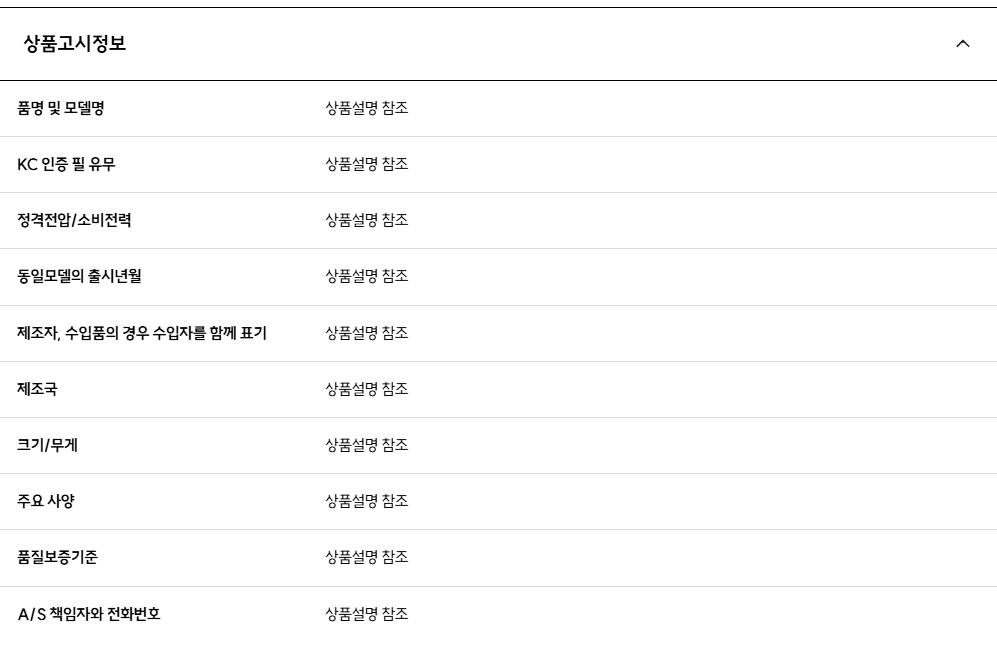 상품고시정보
품명 및 모델명 상품설명 참조
KC 인증 필 유무 상품설명 참조
정격전압/소비전력 상품설명 참조
동일모델의 출시년월 상품설명 참조
제조자, 수입품의 경우 수입자를 함께 표기 상품설명 참조
제조국 상품설명 참조
크기/무게 상품설명 참조
주요 사양 상품설명 참조
품질보증기준 상품설명 참조
A/S 책임자와 전화번호 상품설명 참조